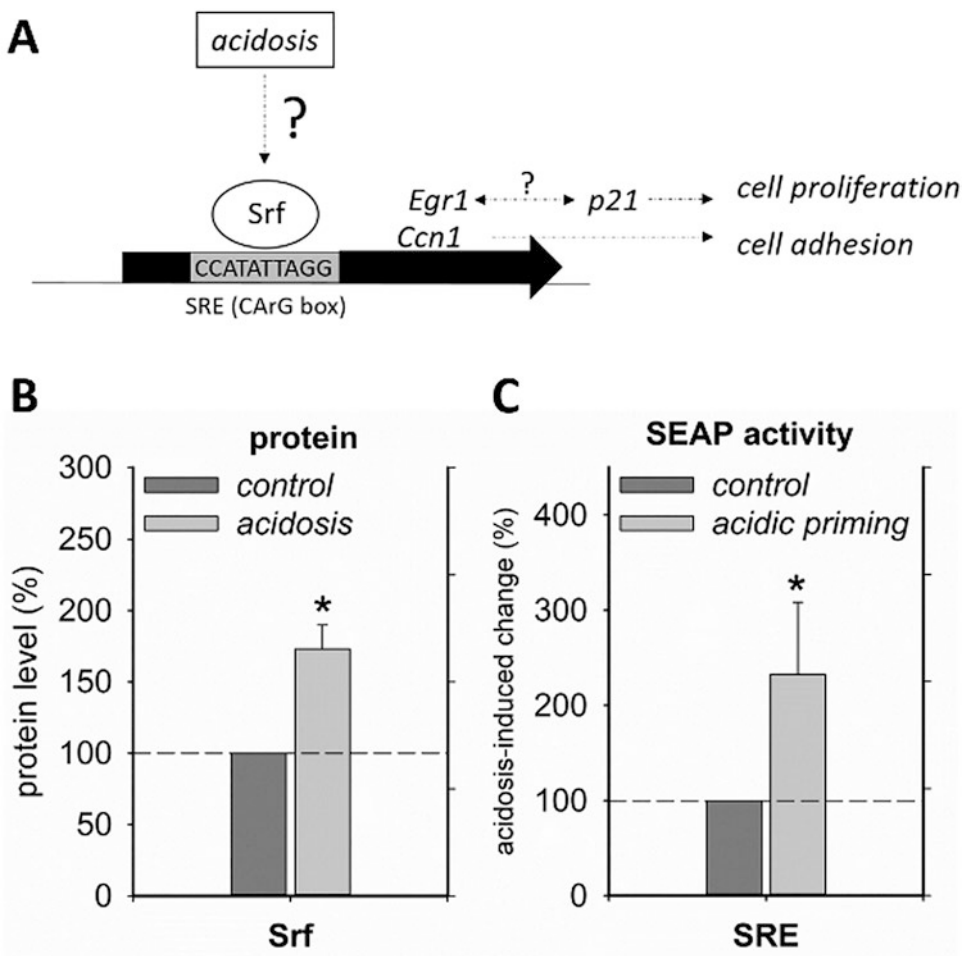 A
acidosis
?
Srf
Egr1
?
p21
cell proliferation
Ccn1
cell adhesion
CCATATTAGG
SRE (CArG box)
B
protein
300
control
acidosis
250
200
*
150
100
50
0
protein level (%)
Srf
C
SEAP activity
control
400
acidic priming
*
300
200
100
0
acidosis-induced change (%)
SRE